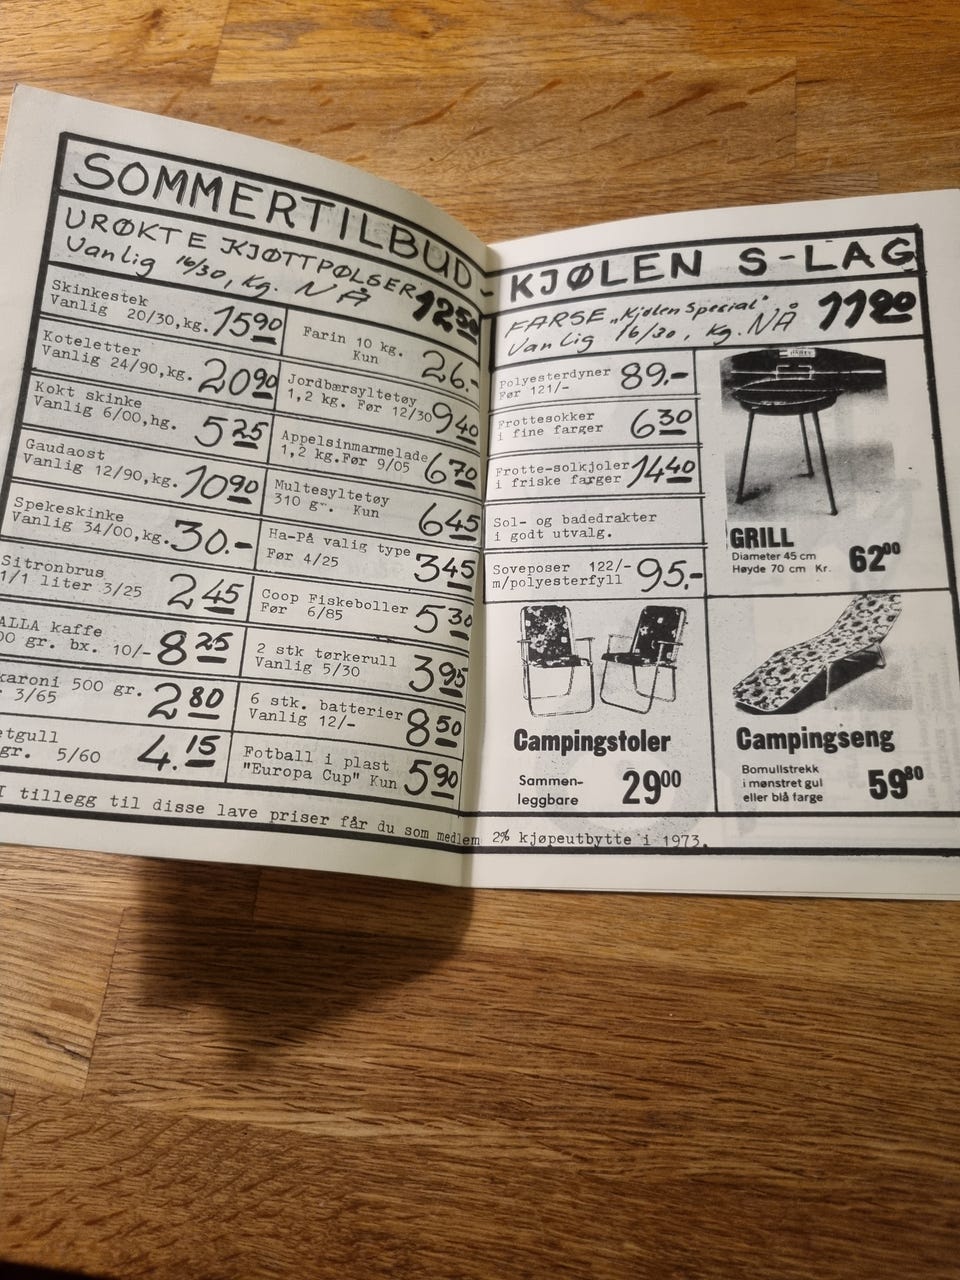 SOMMERTILBUD - KJØLEN S-LAG
URØKTE KJØTTPØLSER
Vanlig 16/30, kg. NÅ 12 50
Skinkestek
Vanlig 20/30,kg. 15 90
Koteletter
Vanlig 24/90,kg. 20 90
Kokt skinke
Vanlig 6/00,hg. 5 25
Gaudaost
Vanlig 12/90,kg. 10 90
Spekeskinke
Vanlig 34/00,kg. 30.-
Sitronbrus
1/1 liter 3/25 2 45
ALLA kaffe
00 gr. bx. 10/- 8 25
karoni 500 gr.
3/65 2 80
etgull
gr. 5/60 4.15
Farin 10 kg.
Kun 26.-
Jordbærsyltetøy
1,2 kg. Før 12/30 9 40
Appelsinmarmelade
1,2 kg.Før 9/05 6 70
Multesyltetøy
310 gr. Kun 6 45
Ha-På valig type
Før 4/25 3 45
Coop Fiskeboller
Før 6/85 5 30
2 stk tørkerull
Vanlig 5/30 3 95
6 stk. batterier
Vanlig 12/- 8 50
Fotball i plast
"Europa Cup" Kun 5 90
FARSE "Kjølen Special"
Vanlig 16/30, kg. NÅ
Polyesterdyner
Før 121/- 89.-
Frottesokker
i fine farger 6 30
Frotte-solkjoler
i friske farger 14 40
Sol- og badedrakter
i godt utvalg.
Soveposer 122/-
m/polyesterfyll 95.-
GRILL
Diameter 45 cm
Høyde 70 cm Kr. 62 00
Campingstoler
Sammen-
leggbare 29 00
Campingseng
Bomullstrekk
i mønstret gul
eller blå farge 59 80
I tillegg til disse lave priser får du som medlem 2% kjøpeutbytte i 1973.